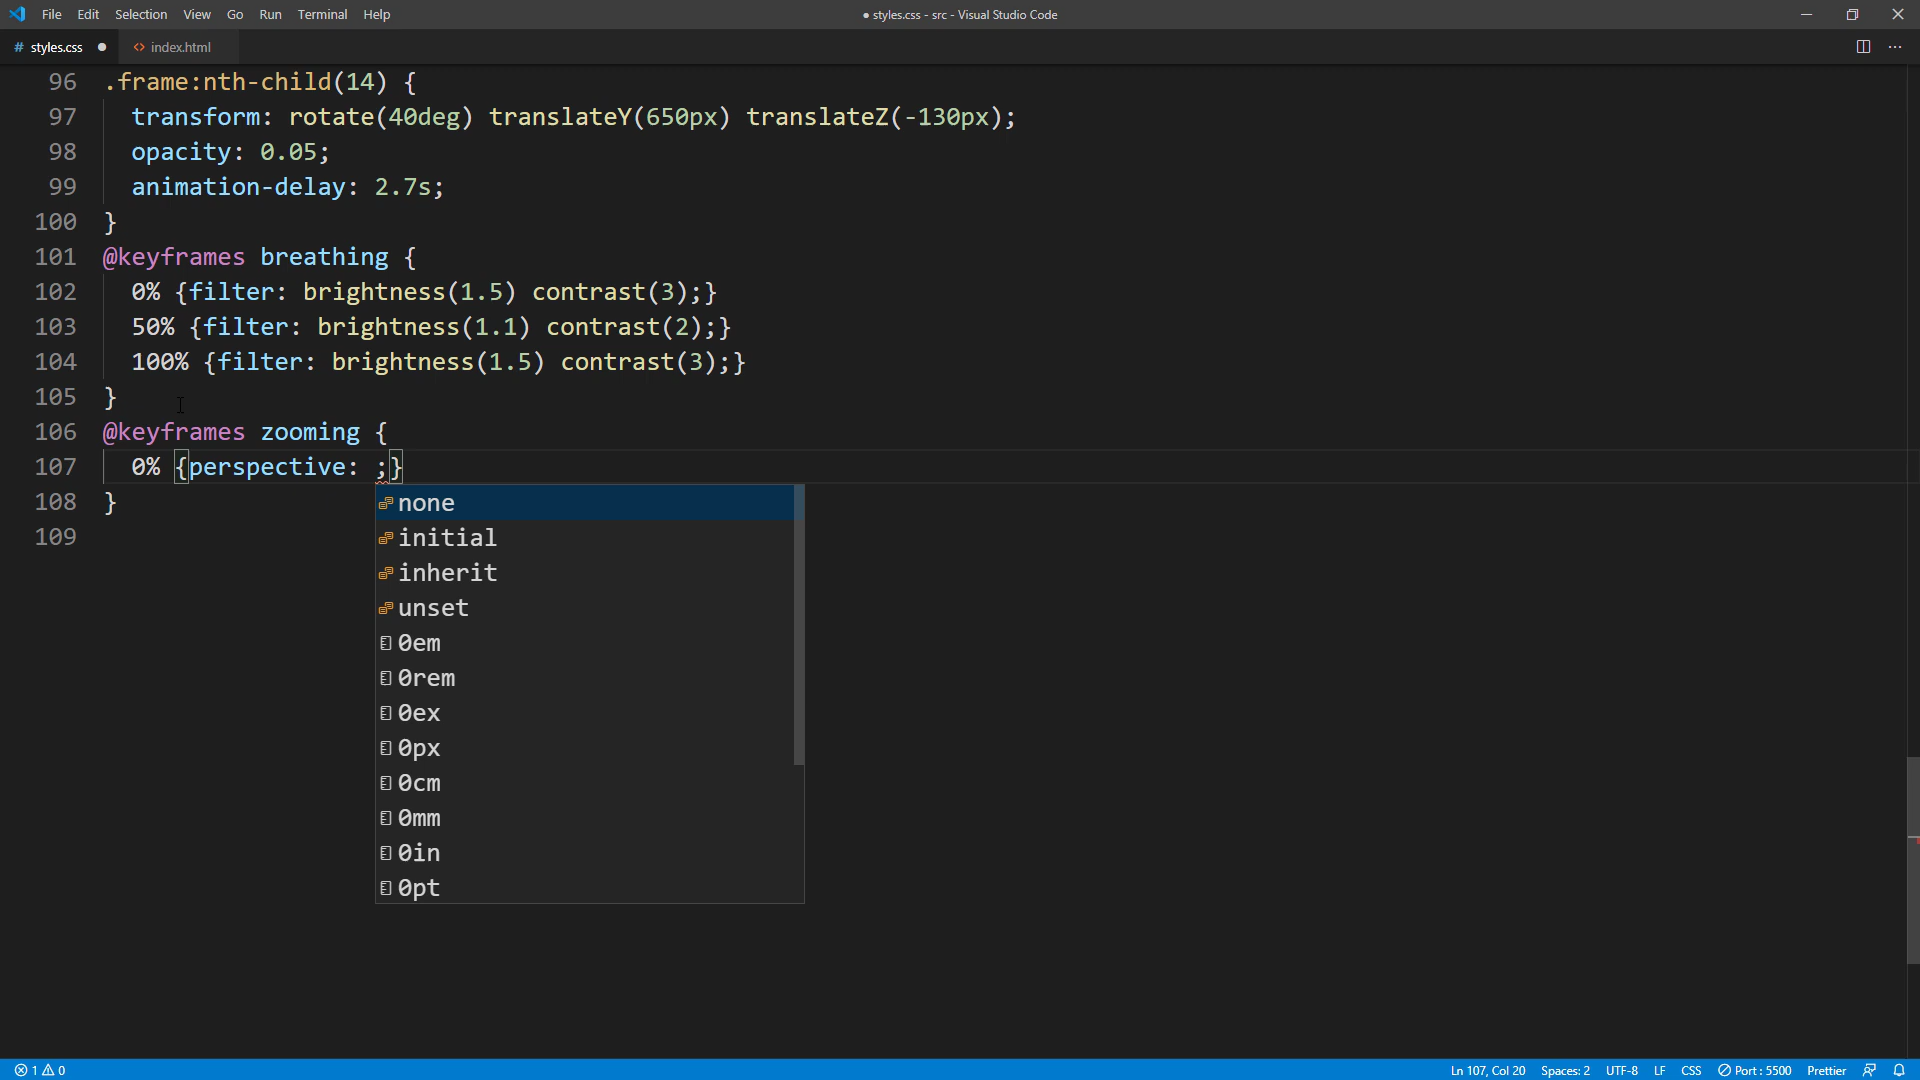 File Edit Selection View Go Run Terminal Help
● styles.css - src - Visual Studio Code
# styles.css ●
<> index.html
96 .frame:nth-child(14) {
97 transform: rotate(40deg) translateY(650px) translateZ(-130px);
98 opacity: 0.05;
99 animation-delay: 2.7s;
100 }
101 @keyframes breathing {
102 0% {filter: brightness(1.5) contrast(3);}
103 50% {filter: brightness(1.1) contrast(2);}
104 100% {filter: brightness(1.5) contrast(3);}
105 }
106 @keyframes zooming {
107 0% {perspective: ;}
108 }
109
none
initial
inherit
unset
0em
0rem
0ex
0px
0cm
0mm
0in
0pt
1 0
Ln 107, Col 20 Spaces: 2 UTF-8 LF CSS Port : 5500 Prettier